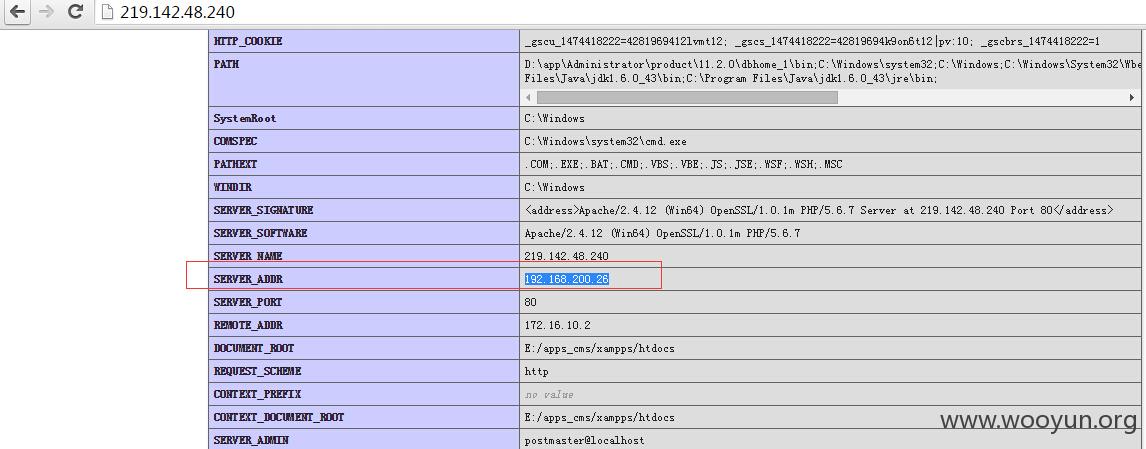 219.142.48.240
HTTP_COOKIE _gscu_1474418222=42819694121vmt12; _gscs_1474418222=42819694k9on6t12|pv:10; _gscbrs_1474418222=1
PATH D:\app\Administrator\product\11.2.0\dbhome_1\bin;C:\Windows\system32;C:\Windows;C:\Windows\System32\Wbe
Files\Java\jdk1.6.0_43\bin;C:\Program Files\Java\jdk1.6.0_43\jre\bin;
SystemRoot C:\Windows
COMSPEC C:\Windows\system32\cmd.exe
PATHEXT .COM;.EXE;.BAT;.CMD;.VBS;.VBE;.JS;.JSE;.WSF;.WSH;.MSC
WINDIR C:\Windows
SERVER_SIGNATURE <address>Apache/2.4.12 (Win64) OpenSSL/1.0.1m PHP/5.6.7 Server at 219.142.48.240 Port 80</address>
SERVER_SOFTWARE Apache/2.4.12 (Win64) OpenSSL/1.0.1m PHP/5.6.7
SERVER_NAME 219.142.48.240
SERVER_ADDR 192.168.200.26
SERVER_PORT 80
REMOTE_ADDR 172.16.10.2
DOCUMENT_ROOT E:/apps_cms/xampps/htdocs
REQUEST_SCHEME http
CONTEXT_PREFIX no value
CONTEXT_DOCUMENT_ROOT E:/apps_cms/xampps/htdocs
SERVER_ADMIN postmaster@localhost
www.wooyun.org